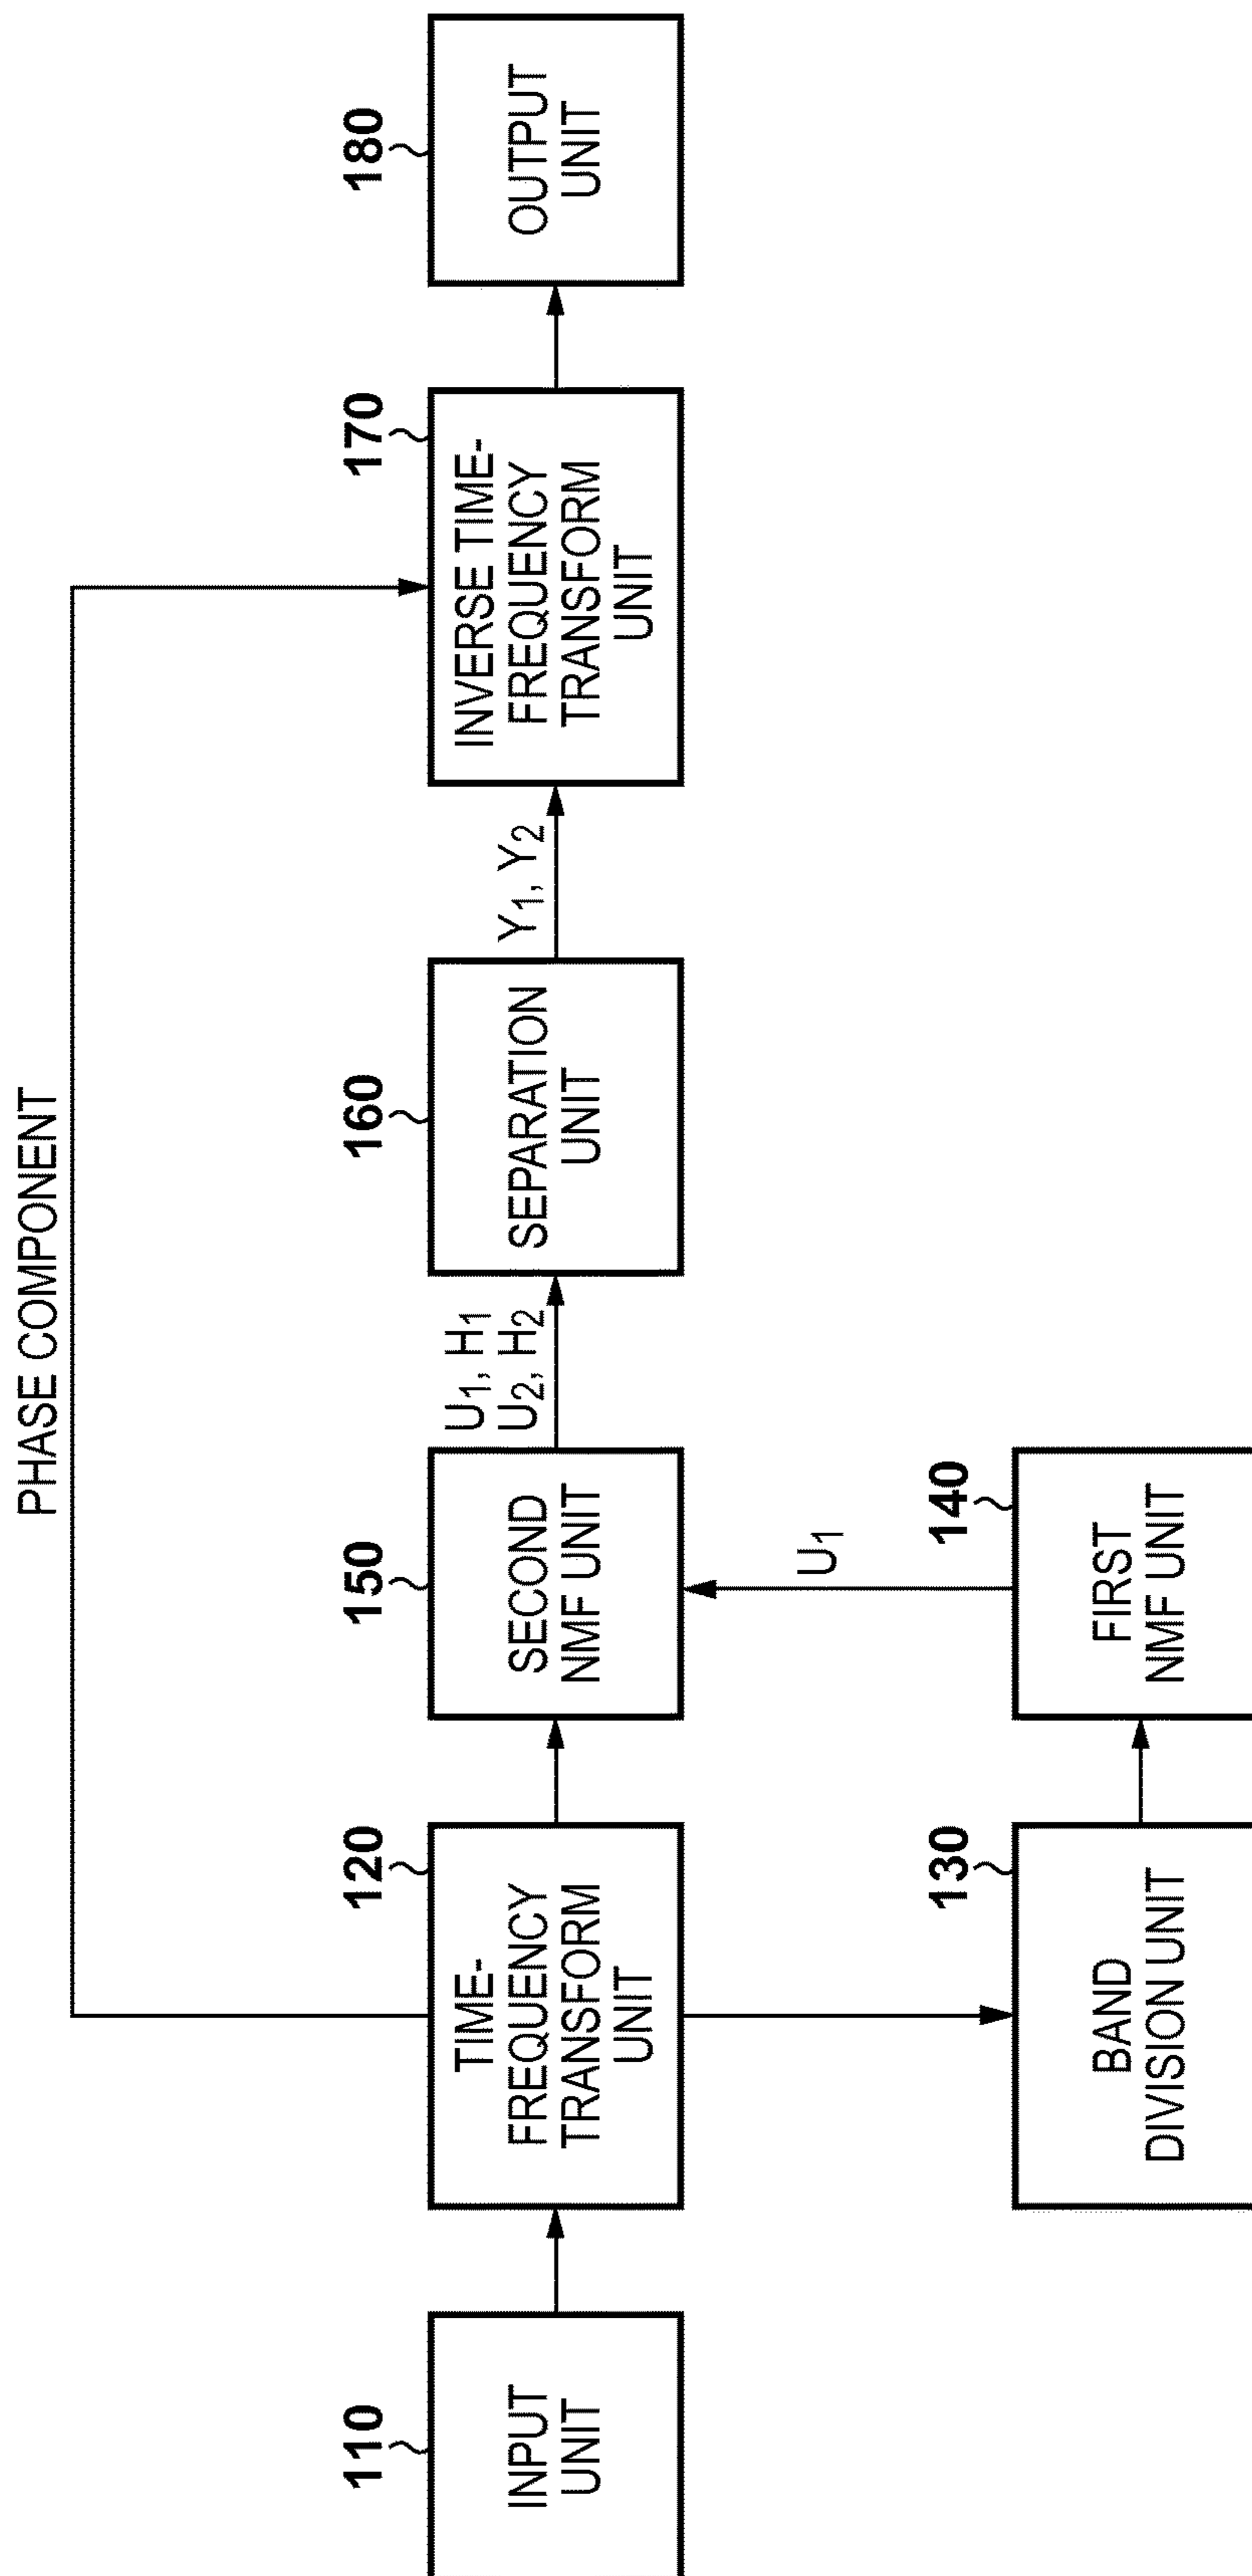 PHASE COMPONENT
110
INPUT
UNIT
120
TIME-
FREQUENCY
TRANSFORM
UNIT
150
SECOND
NMF UNIT
U1, H1
U2, H2
160
SEPARATION
UNIT
Y1, Y2
170
INVERSE TIME-
FREQUENCY
TRANSFORM
UNIT
180
OUTPUT
UNIT
U1
130
BAND
DIVISION UNIT
140
FIRST
NMF UNIT